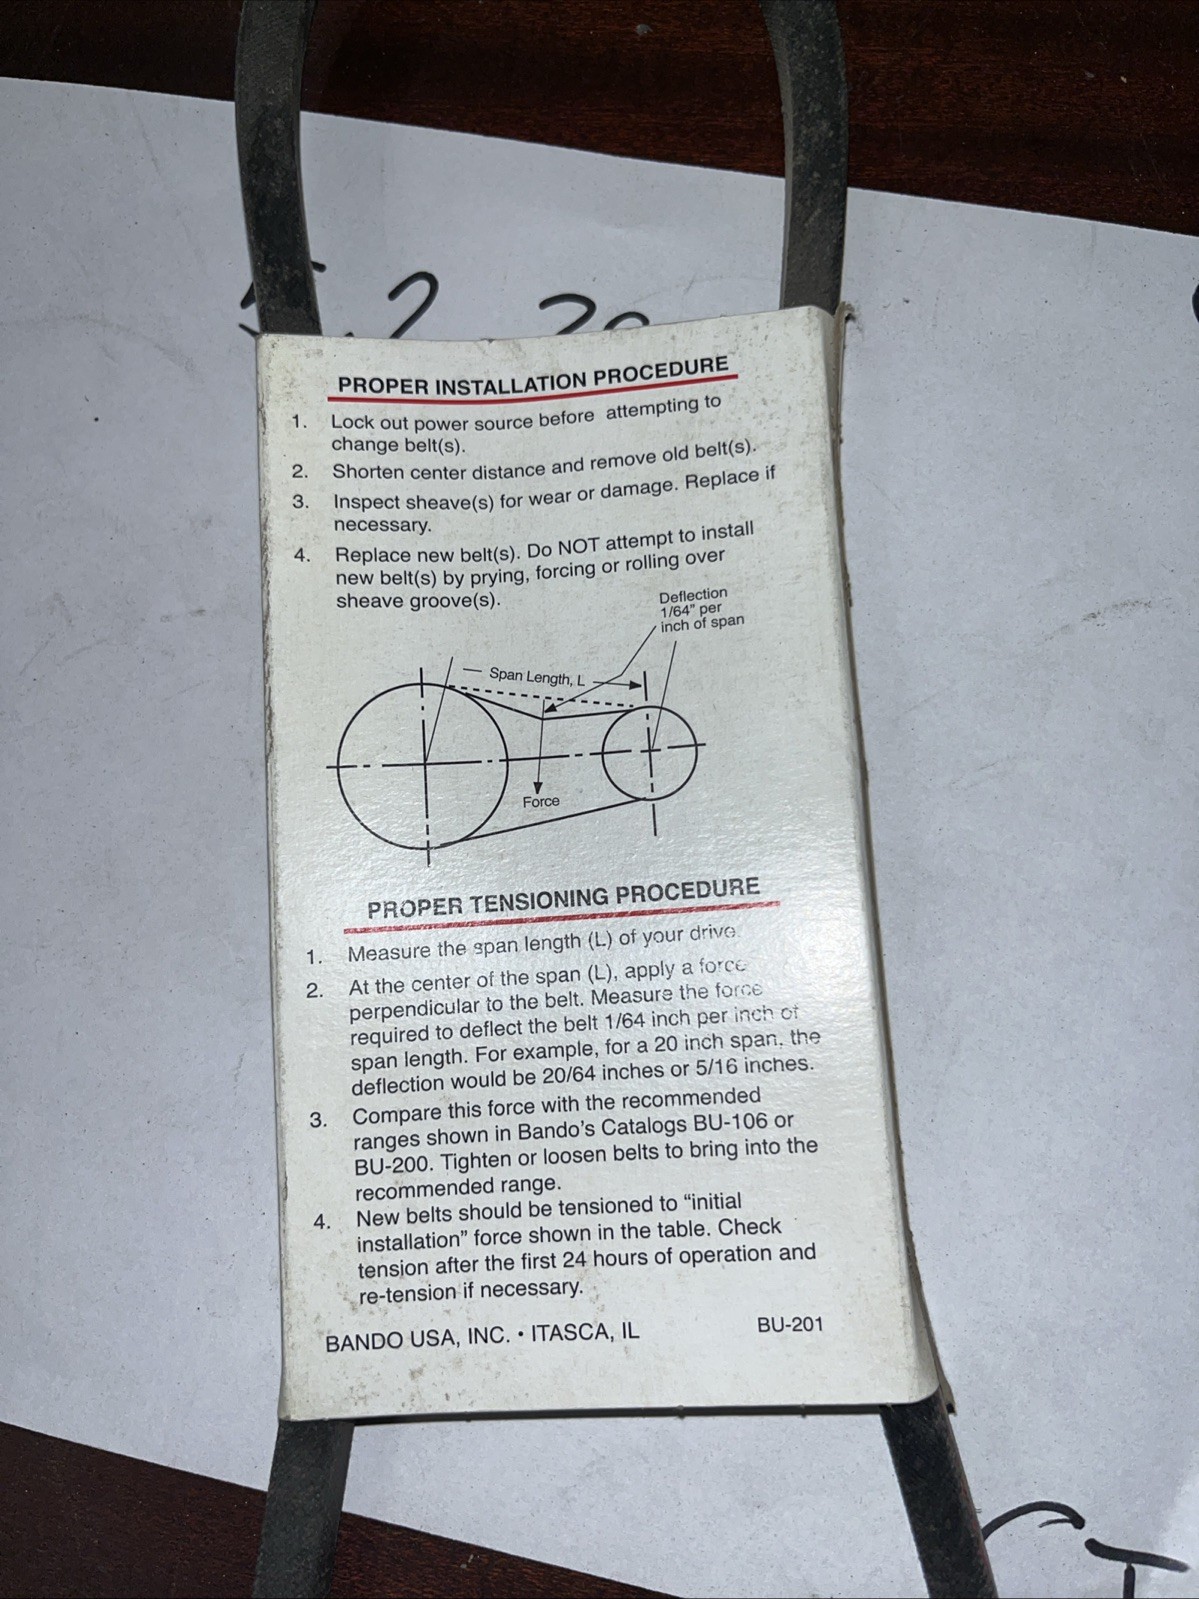 5.2 20
PROPER INSTALLATION PROCEDURE
1. Lock out power source before attempting to
change belt(s).
2. Shorten center distance and remove old belt(s).
3. Inspect sheave(s) for wear or damage. Replace if
necessary.
4. Replace new belt(s). Do NOT attempt to install
new belt(s) by prying, forcing or rolling over
sheave groove(s).
Deflection
1/64" per
inch of span
Span Length, L
Force
PROPER TENSIONING PROCEDURE
1. Measure the span length (L) of your drive.
2. At the center of the span (L), apply a force
perpendicular to the belt. Measure the force
required to deflect the belt 1/64 inch per inch of
span length. For example, for a 20 inch span, the
deflection would be 20/64 inches or 5/16 inches.
3. Compare this force with the recommended
ranges shown in Bando's Catalogs BU-106 or
BU-200. Tighten or loosen belts to bring into the
recommended range.
4. New belts should be tensioned to "initial
installation" force shown in the table. Check
tension after the first 24 hours of operation and
re-tension if necessary.
BANDO USA, INC. • ITASCA, IL
BU-201